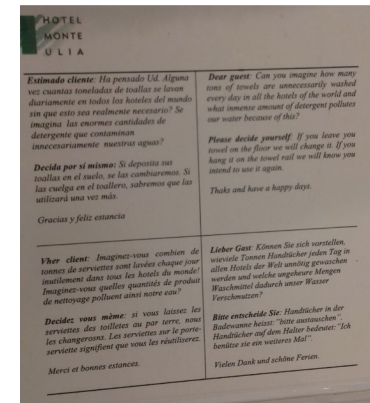 HOTEL
MONTE
ULIA
Estimado cliente: Ha pensado Ud. Alguna
vez cuantas toneladas de toallas se lavan
diariamente en todos los hoteles del mundo
sin que esto sea realmente necesario? Se
imagina las enormes cantidades de
detergente que contaminan
innecesariamente nuestras aguas?
Decida por sí mismo: Si deposita sus
toallas en el suelo, se las cambiaremos. Si
las cuelga en el toallero, sabremos que las
utilizará una vez más.
Gracias y feliz estancia
Dear guest: Can you imagine how many
tons of towels are unnecessarily washed
every day in all the hotels of the world and
what inmense amount of detergent pollutes
our water because of this?
Please decide yourself: If you leave you
towel on the floor we will change it. If you
hang it on the towel rail we will know you
intend to use it again.
Thaks and have a happy days.
Vher client: Imaginez-vous combien de
tonnes de serviettes sont lavées chaque jour
inutilement dans tous les hotels du monde?
Imaginez-vous quelles quantités de produit
de nettoyage polluent ainsi notre eau?
Decidez vous mème: si vous laissez les
serviettes des toilletes au par terre, nous
les changerosns. Les serviettes sur le porte-
serviette signifient que vous les réutiliserez.
Merci et bonnes estances.
Lieber Gast: Können Sie sich vorstellen,
wieviele Tonnen Handtücher jeden Tag in
allen Hotels der Welt unnötig gewaschen
werden und welche ungeheure Mengen
Waschmittel dadurch unser Wasser
Verschmutzen?
Bitte entscheide Sie: Handtücher in der
Badewanne heisst: "bitte austauschen".
Handtücher auf dem Halter bedeutet: "Ich
benütze sie ein weiteres Mal".
Vielen Dank und schöne Ferien.